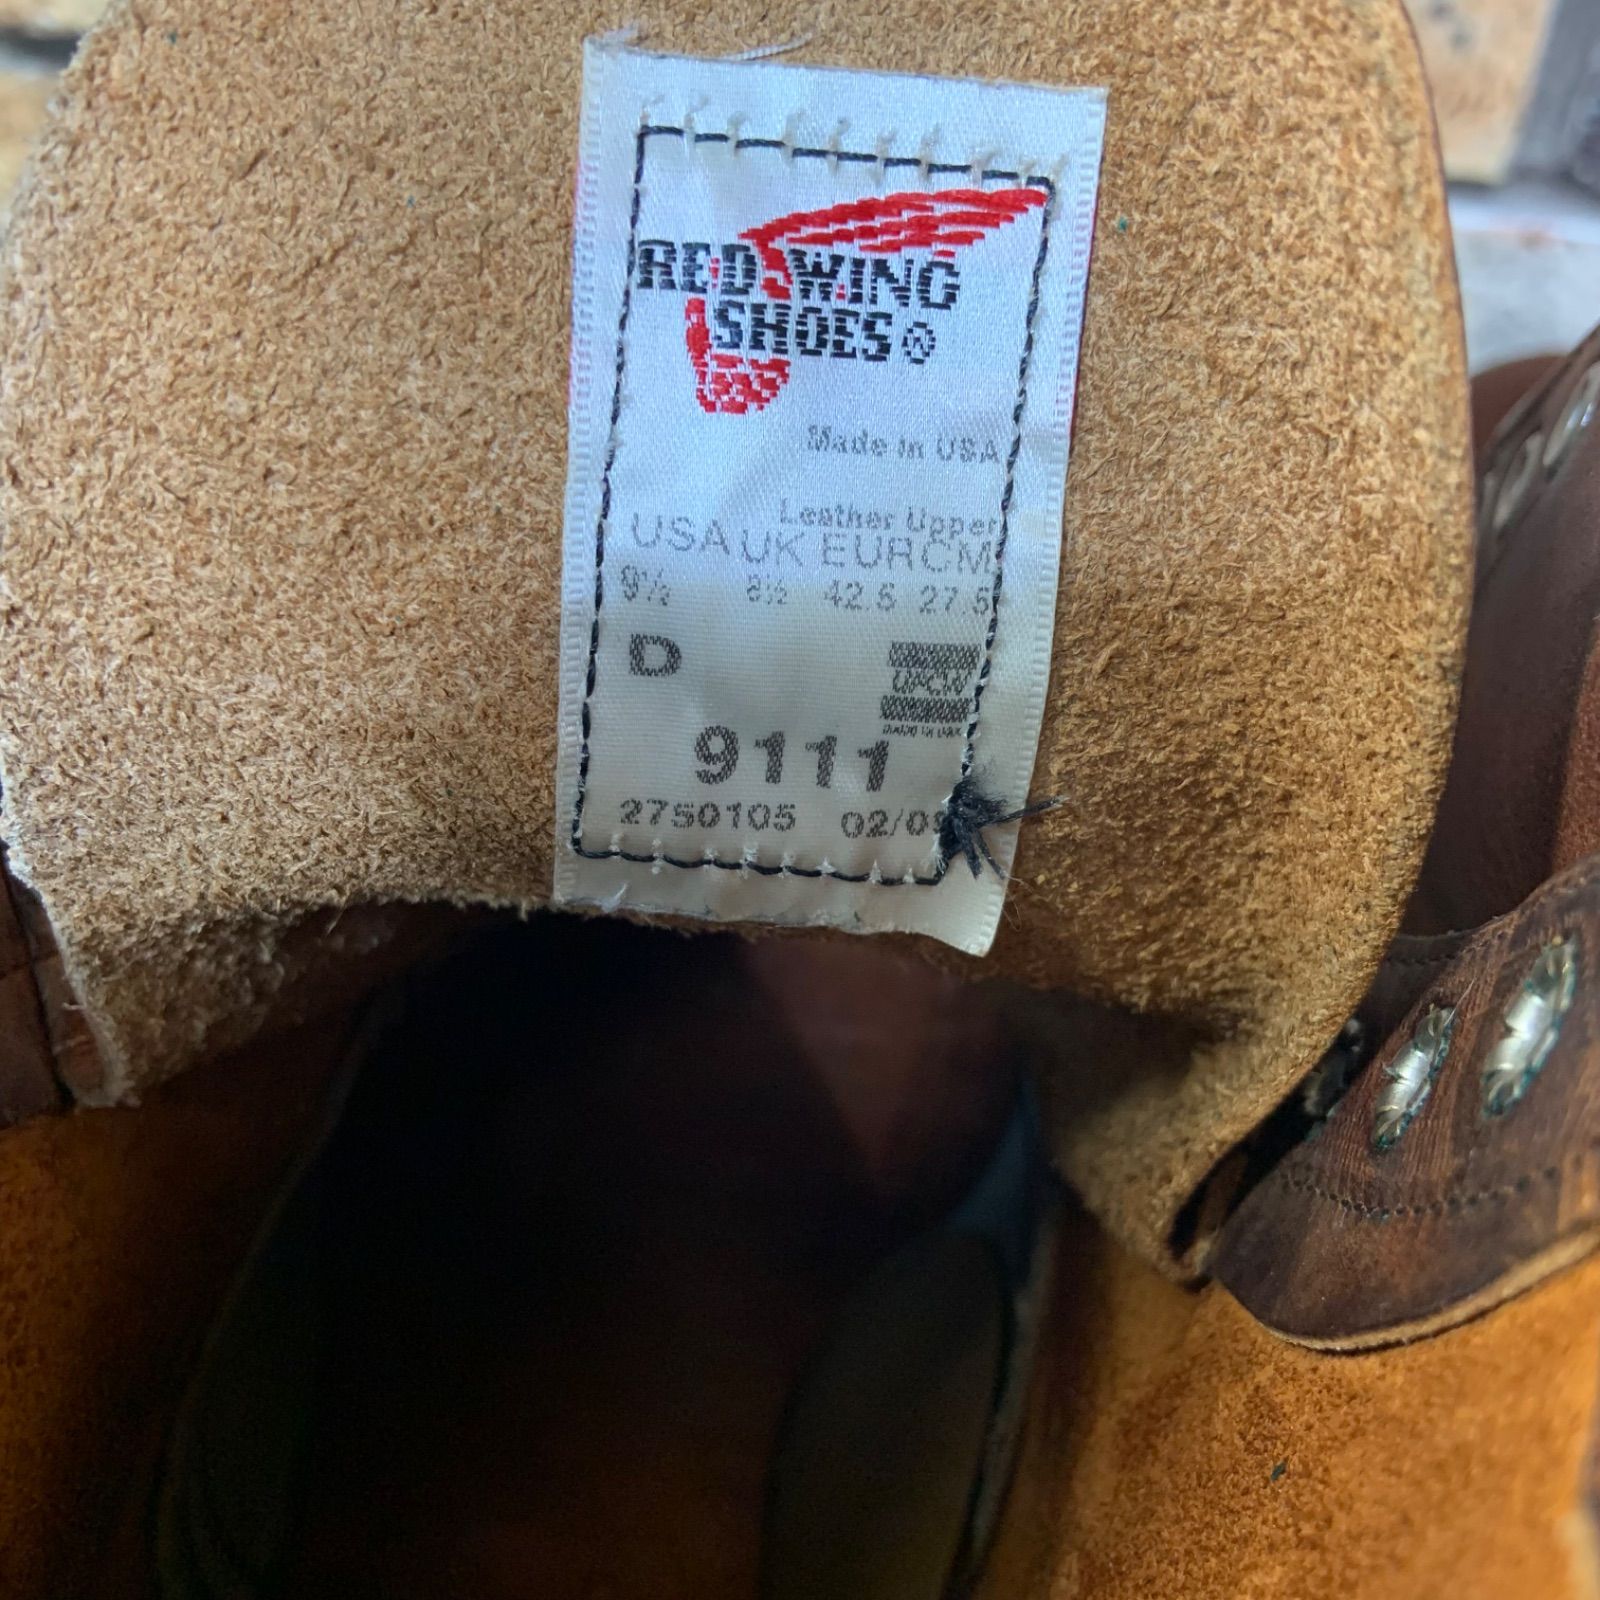 RED WING
SHOES®
Made in USA
Leather Upper
USA UK EUR CM
9½ 8½ 42.5 27.5
D
UFCW
9111
2750105 02/09